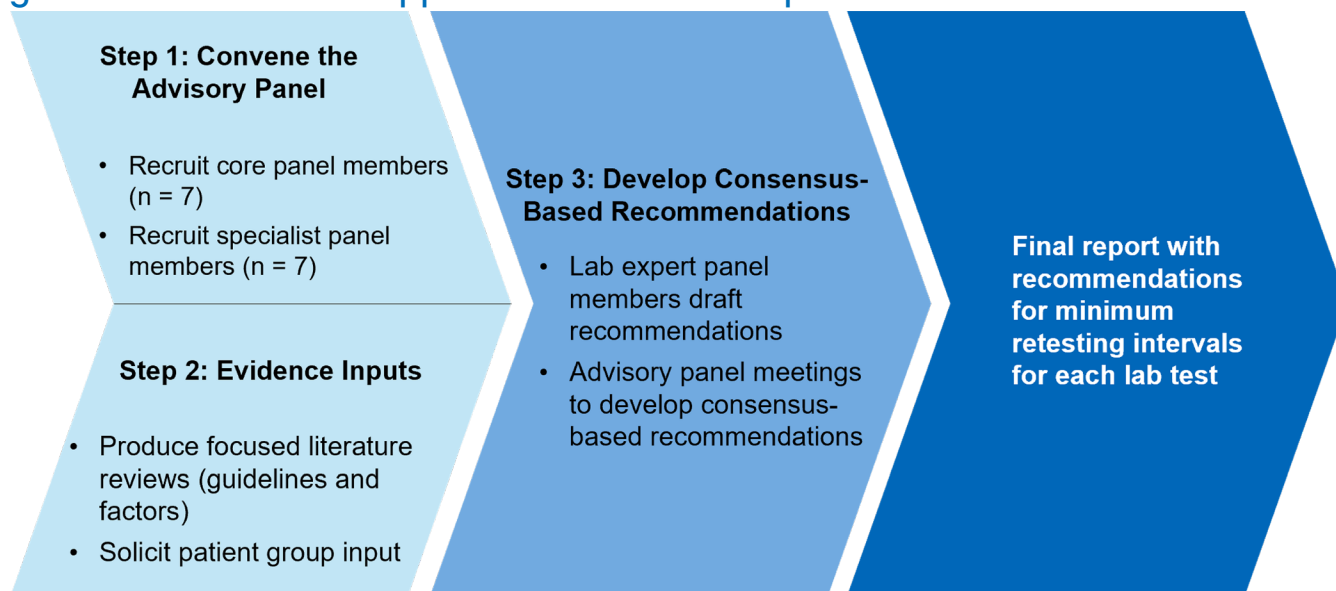 Step 1: Convene the
Advisory Panel
• Recruit core panel members
(n = 7)
• Recruit specialist panel
members (n = 7)
Step 2: Evidence Inputs
• Produce focused literature
reviews (guidelines and
factors)
• Solicit patient group input
Step 3: Develop Consensus-
Based Recommendations
• Lab expert panel
members draft
recommendations
• Advisory panel meetings
to develop consensus-
based recommendations
Final report with
recommendations
for minimum
retesting intervals
for each lab test